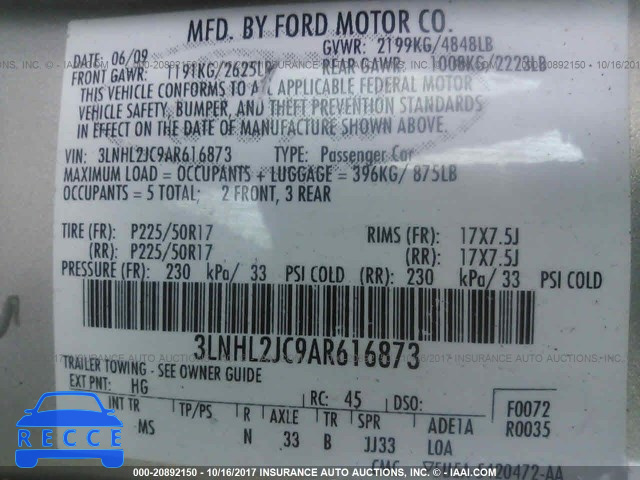 MFD. BY FORD MOTOR CO.
DATE: 06/09
GVWR: 2199KG/4848LB
FRONT GAWR: 1191KG/2625LB
REAR GAWR: 1008KG/2223LB
THIS VEHICLE CONFORMS TO ALL APPLICABLE FEDERAL MOTOR
VEHICLE SAFETY, BUMPER, AND THEFT PREVENTION STANDARDS
IN EFFECT ON THE DATE OF MANUFACTURE SHOWN ABOVE.
VIN: 3LNHL2JC9AR616873 TYPE: Passenger Car
MAXIMUM LOAD = OCCUPANTS + LUGGAGE = 396KG/ 875LB
OCCUPANTS = 5 TOTAL; 2 FRONT, 3 REAR
TIRE (FR): P225/50R17 RIMS (FR): 17X7.5J
(RR): P225/50R17 (RR): 17X7.5J
PRESSURE (FR): 230 kPa/ 33 PSI COLD (RR): 230 kPa/ 33 PSI COLD
3LNHL2JC9AR616873
TRAILER TOWING - SEE OWNER GUIDE
EXT PNT: HG RC: 45 DSO: F0072
INT TR TP/PS R AXLE TR SPR ADE1A R0035
MS N 33 B JJ33 LOA
RECCE
000-20892150 - 10/16/2017 - INSURANCE AUTO AUCTIONS